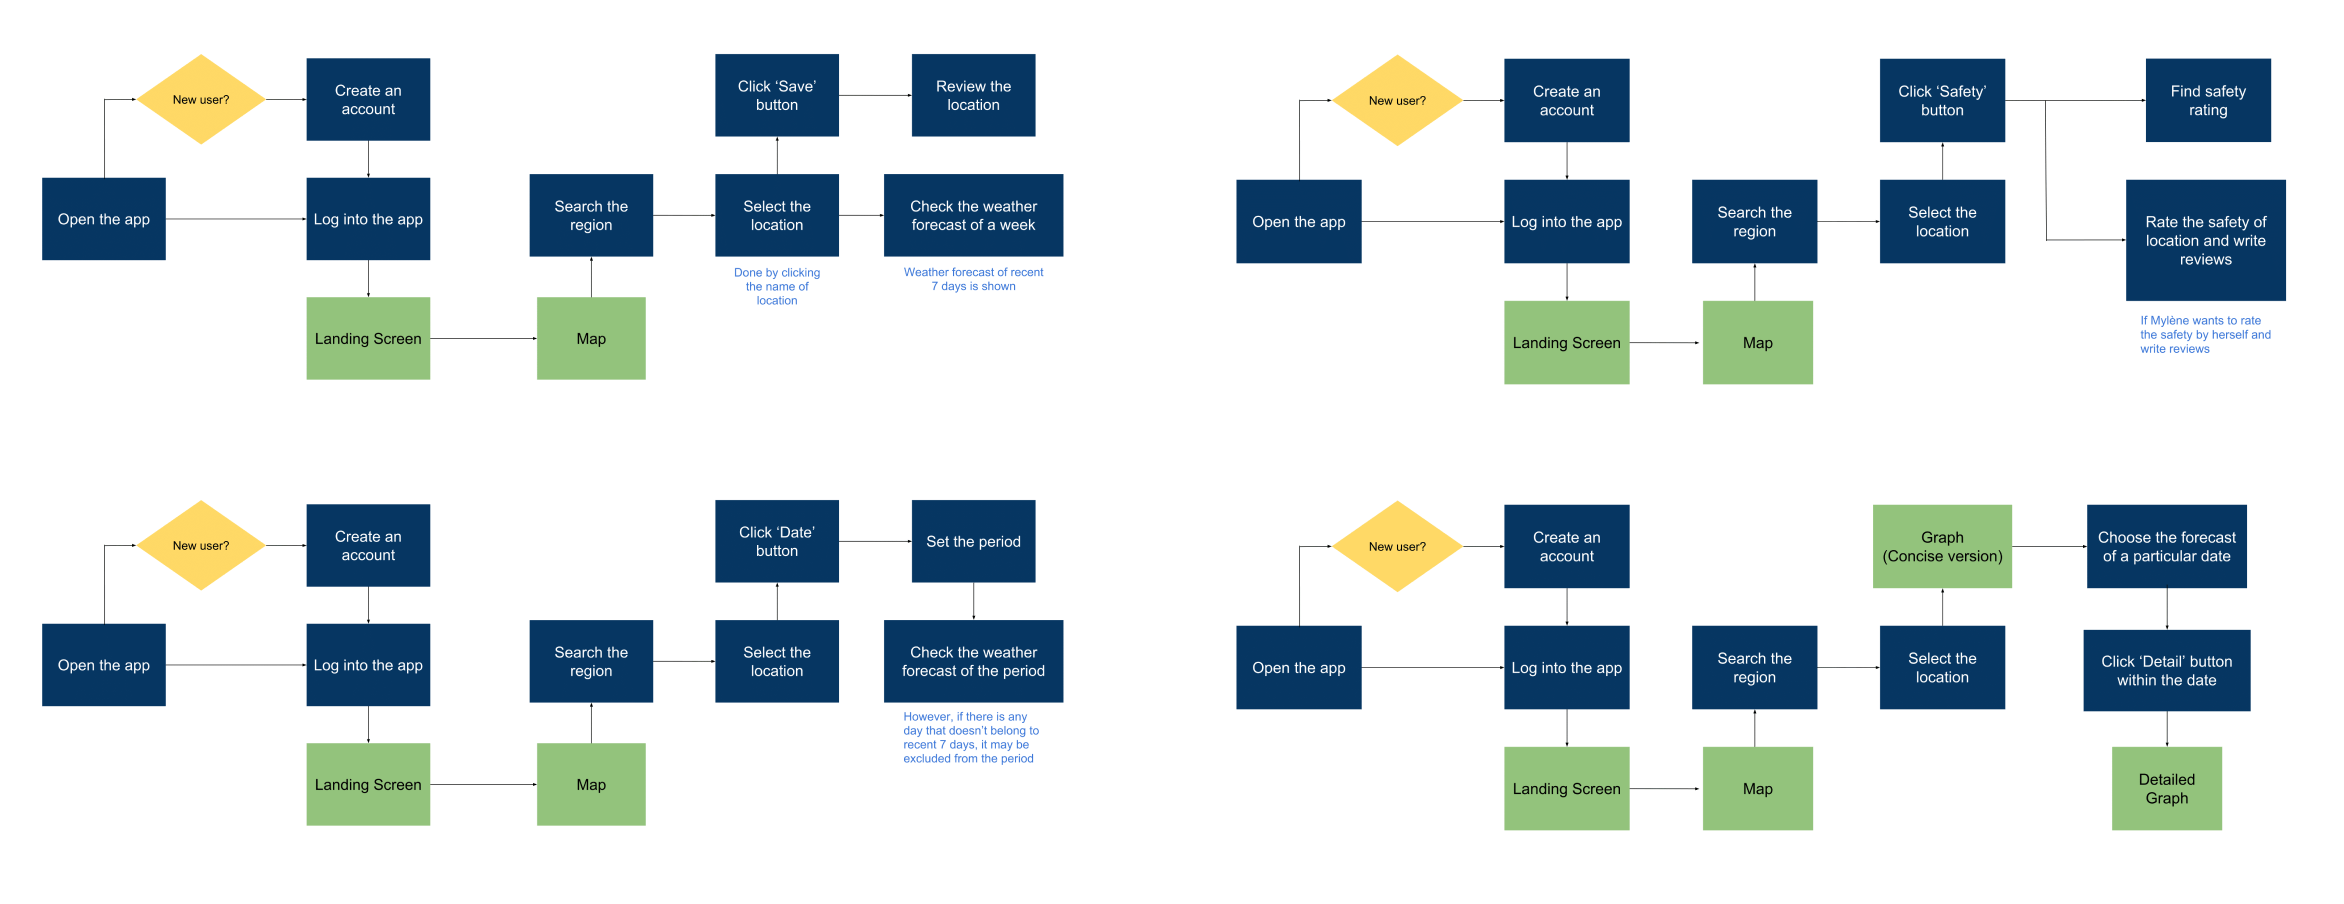 New user?
Create an
account
Open the app
Log into the app
Landing Screen
Map
Search the
region
Select the
location
Done by clicking
the name of
location
Click ‘Save’
button
Review the
location
Check the weather
forecast of a week
Weather forecast of recent
7 days is shown
New user?
Create an
account
Open the app
Log into the app
Landing Screen
Map
Search the
region
Select the
location
Click ‘Safety’
button
Find safety
rating
Rate the safety of
location and write
reviews
If Mylène wants to rate
the safety by herself and
write reviews
New user?
Create an
account
Open the app
Log into the app
Landing Screen
Map
Search the
region
Select the
location
Click ‘Date’
button
Set the period
Check the weather
forecast of the period
However, if there is any
day that doesn’t belong to
recent 7 days, it may be
excluded from the period
New user?
Create an
account
Open the app
Log into the app
Landing Screen
Map
Search the
region
Select the
location
Graph
(Concise version)
Choose the forecast
of a particular date
Click ‘Detail’ button
within the date
Detailed
Graph